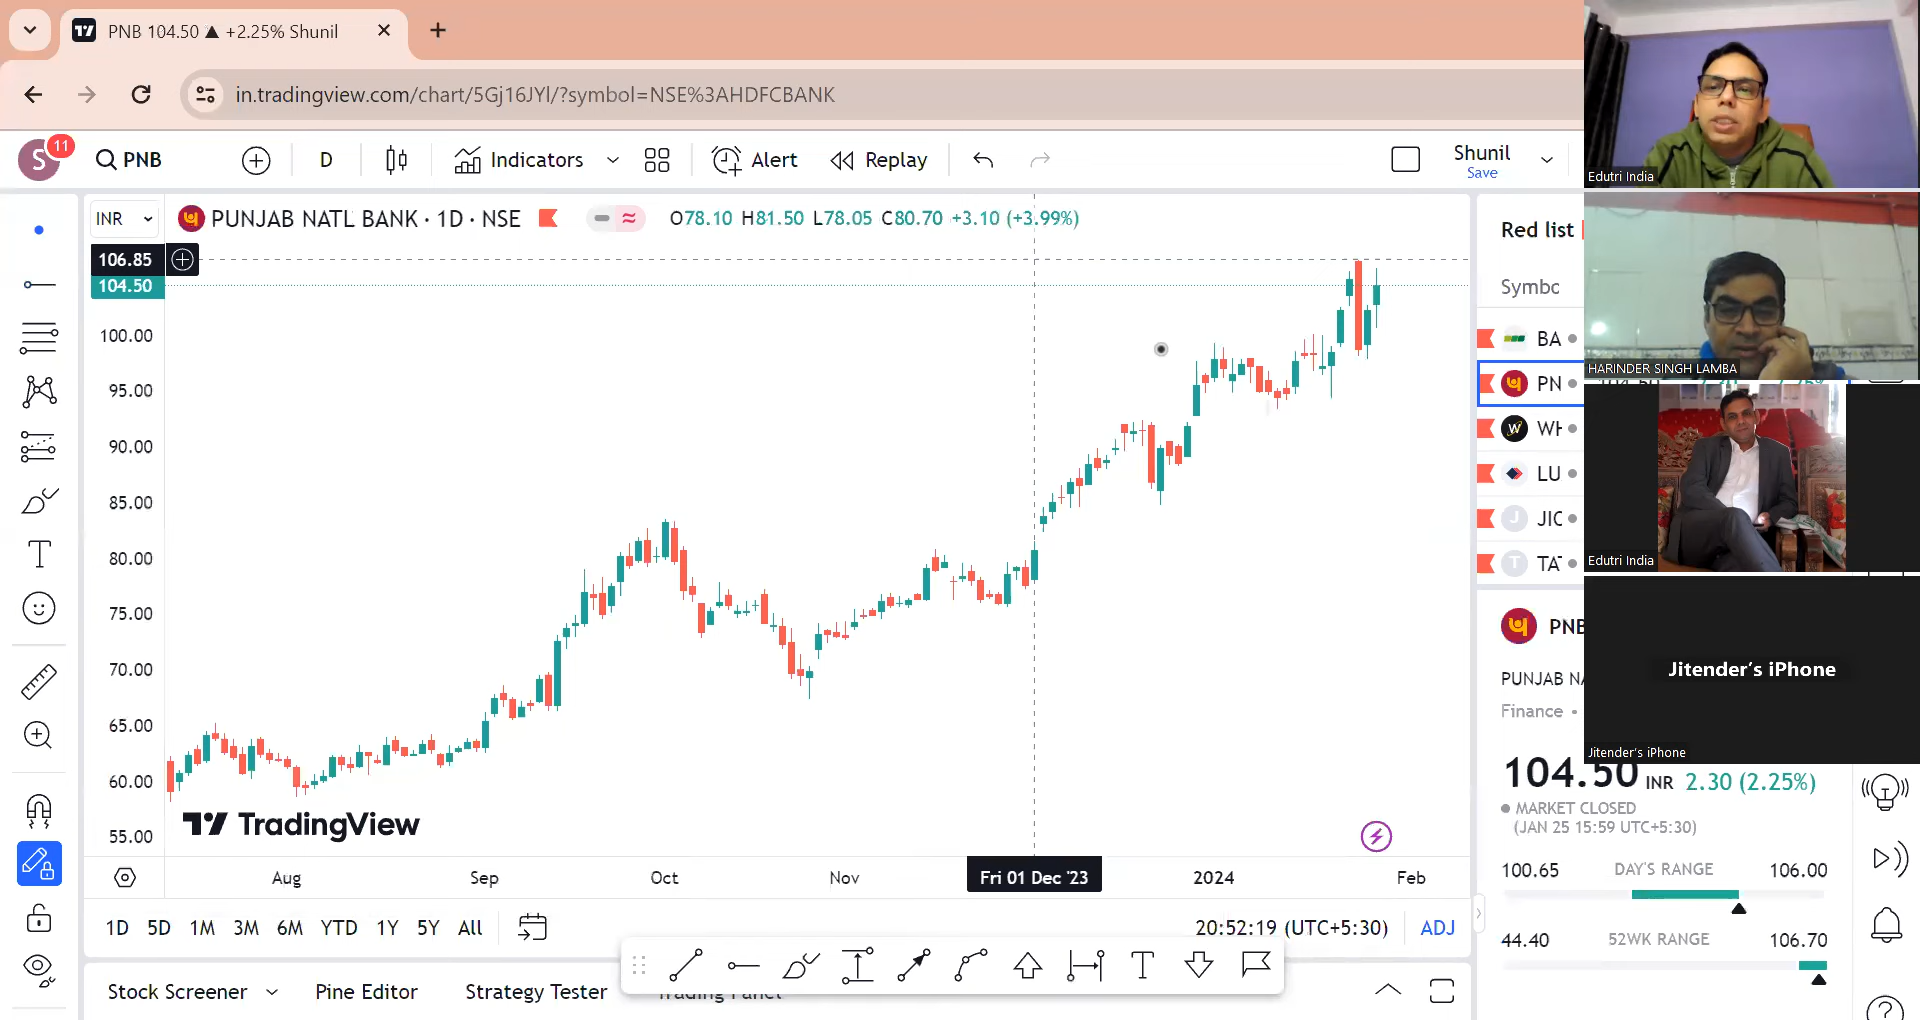 PNB 104.50 ▲ +2.25% Shunil
in.tradingview.com/chart/5Gj16JYl/?symbol=NSE%3AHDFCBANK
S
11
PNB
D
Indicators
Alert
Replay
Shunil
Save
INR
PUNJAB NATL BANK · 1D · NSE
O78.10 H81.50 L78.05 C80.70 +3.10 (+3.99%)
106.85
104.50
100.00
95.00
90.00
85.00
80.00
75.00
70.00
65.00
60.00
55.00
TradingView
Aug
Sep
Oct
Nov
Fri 01 Dec '23
2024
Feb
1D 5D 1M 3M 6M YTD 1Y 5Y All
20:52:19 (UTC+5:30)
ADJ
Stock Screener
Pine Editor
Strategy Tester
Trading Panel
Red list
Symbc
BA
PN
W
WH
LU
J
JIC
T
TAT
PNB
PUNJAB NA
Finance
104.50 INR 2.30 (2.25%)
MARKET CLOSED
(JAN 25 15:59 UTC+5:30)
100.65 DAY'S RANGE 106.00
44.40 52WK RANGE 106.70
Edutri India
HARINDER SINGH LAMBA
Edutri India
Jitender's iPhone
Jitender's iPhone